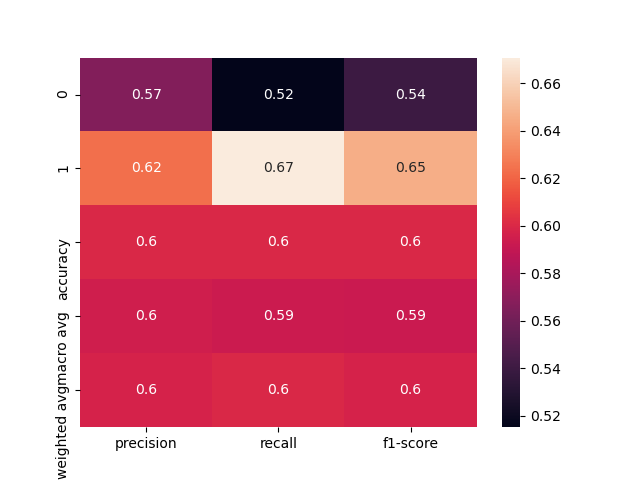 0 0.57 0.52 0.54
1 0.62 0.67 0.65
accuracy 0.6 0.6 0.6
macro avg 0.6 0.59 0.59
weighted avg 0.6 0.6 0.6
precision recall f1-score
0.66
0.64
0.62
0.60
0.58
0.56
0.54
0.52